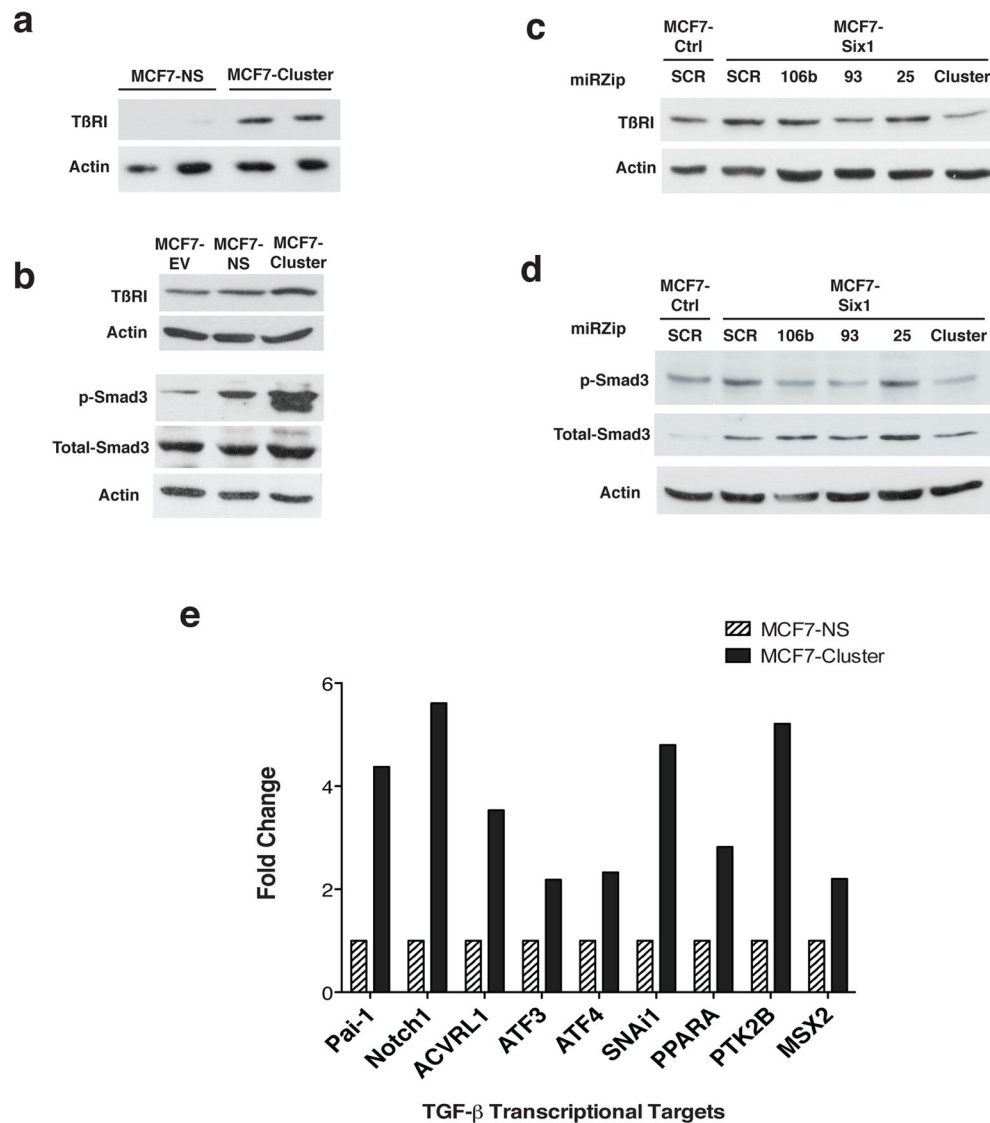 a
MCF7-NS MCF7-Cluster
TßRI
Actin
b
MCF7-EV MCF7-NS MCF7-Cluster
TßRI
Actin
p-Smad3
Total-Smad3
Actin
c
MCF7-Ctrl MCF7-Six1
miRZip SCR SCR 106b 93 25 Cluster
TßRI
Actin
d
MCF7-Ctrl MCF7-Six1
miRZip SCR SCR 106b 93 25 Cluster
p-Smad3
Total-Smad3
Actin
e
MCF7-NS
MCF7-Cluster
Fold Change
6
4
2
0
Pai-1 Notch1 ACVRL1 ATF3 ATF4 SNAi1 PPARA PTK2B MSX2
TGF-β Transcriptional Targets